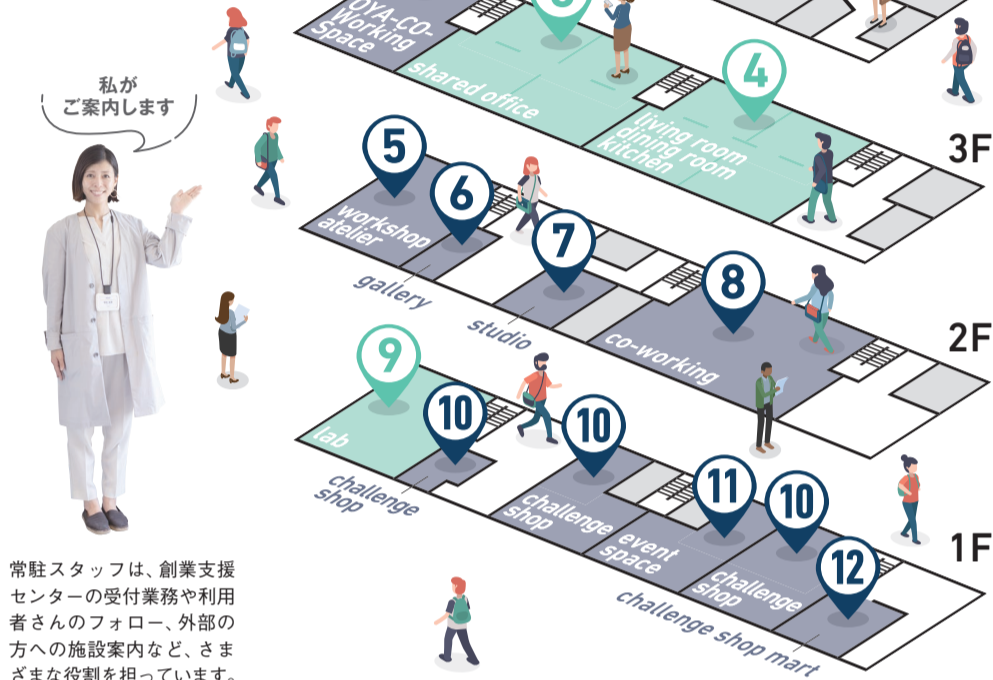 OYA-CO-
Working
Space
3
shared office
4
living room
dining room
kitchen
3F
私が
ご案内します
5
workshop
atelier
6
gallery
7
studio
8
co-working
2F
9
lab
10
challenge
shop
10
challenge
shop
11
event
space
10
challenge
shop
12
challenge shop mart
1F
常駐スタッフは、創業支援
センターの受付業務や利用
者さんのフォロー、外部の
方への施設案内など、さま
ざまな役割を担っています。